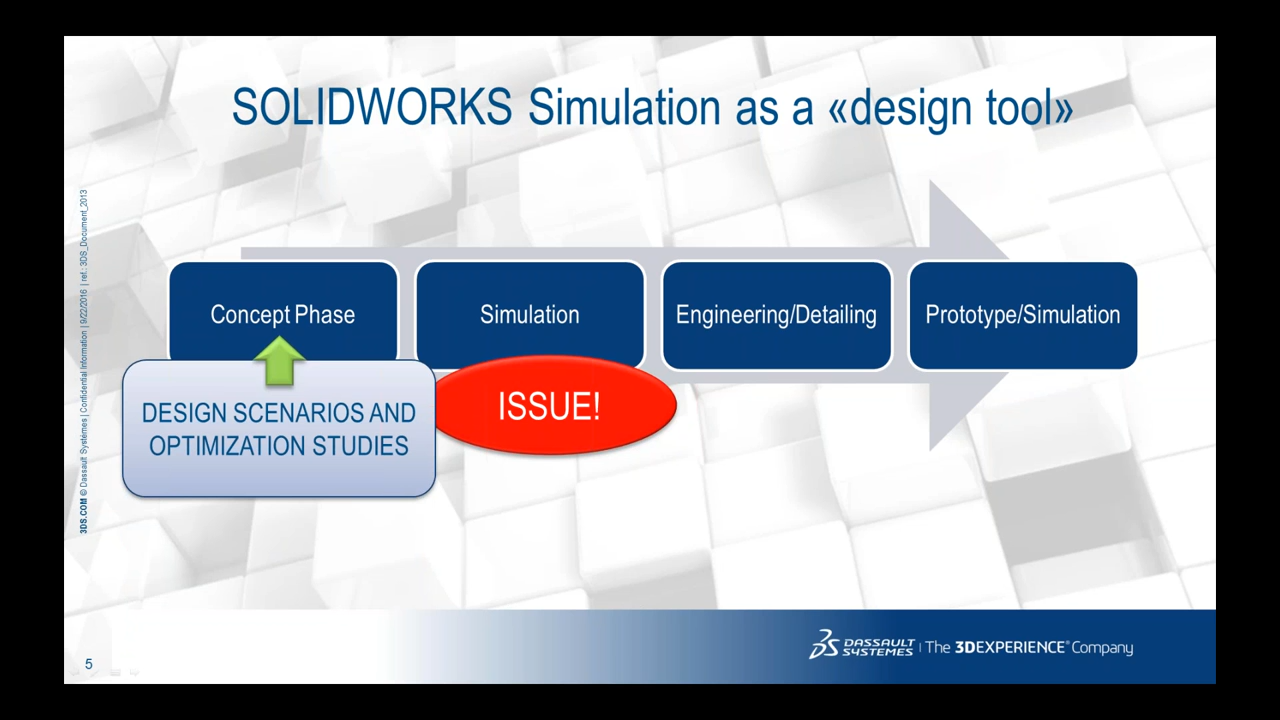 SOLIDWORKS Simulation as a «design tool»
3DS.COM © Dassault Systèmes | Confidential Information | 9/22/2016 | ref.: 3DS_Document_2013
Concept Phase
Simulation
Engineering/Detailing
Prototype/Simulation
DESIGN SCENARIOS AND
OPTIMIZATION STUDIES
ISSUE!
5
DASSAULT
SYSTEMES
The 3DEXPERIENCE® Company